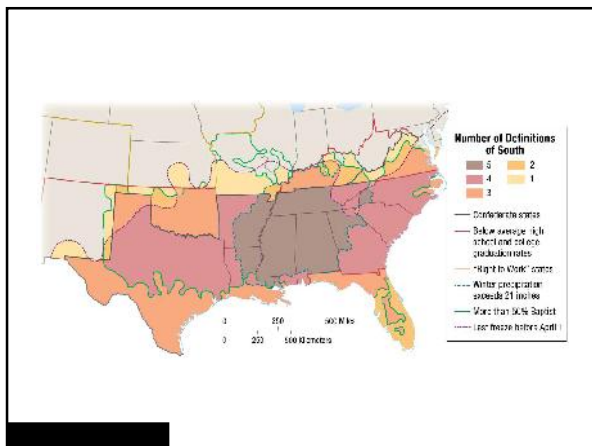 Number of Definitions
of South
5
2
4
1
3
Confederate states
Below average high
school and college
graduation rates
"Right to Work" states
Winter precipitation
exceeds 21 inches
More than 50% Baptist
Last freeze before April 1
0 250 500 Miles
0 250 500 Kilometers